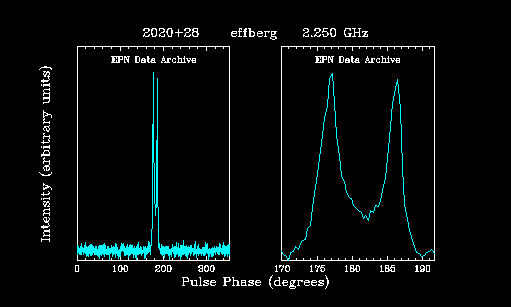 2020+28 effberg 2.250 GHz
EPN Data Archive EPN Data Archive
Intensity (arbitrary units)
0 100 200 300 170 175 180 185 190
Pulse Phase (degrees)